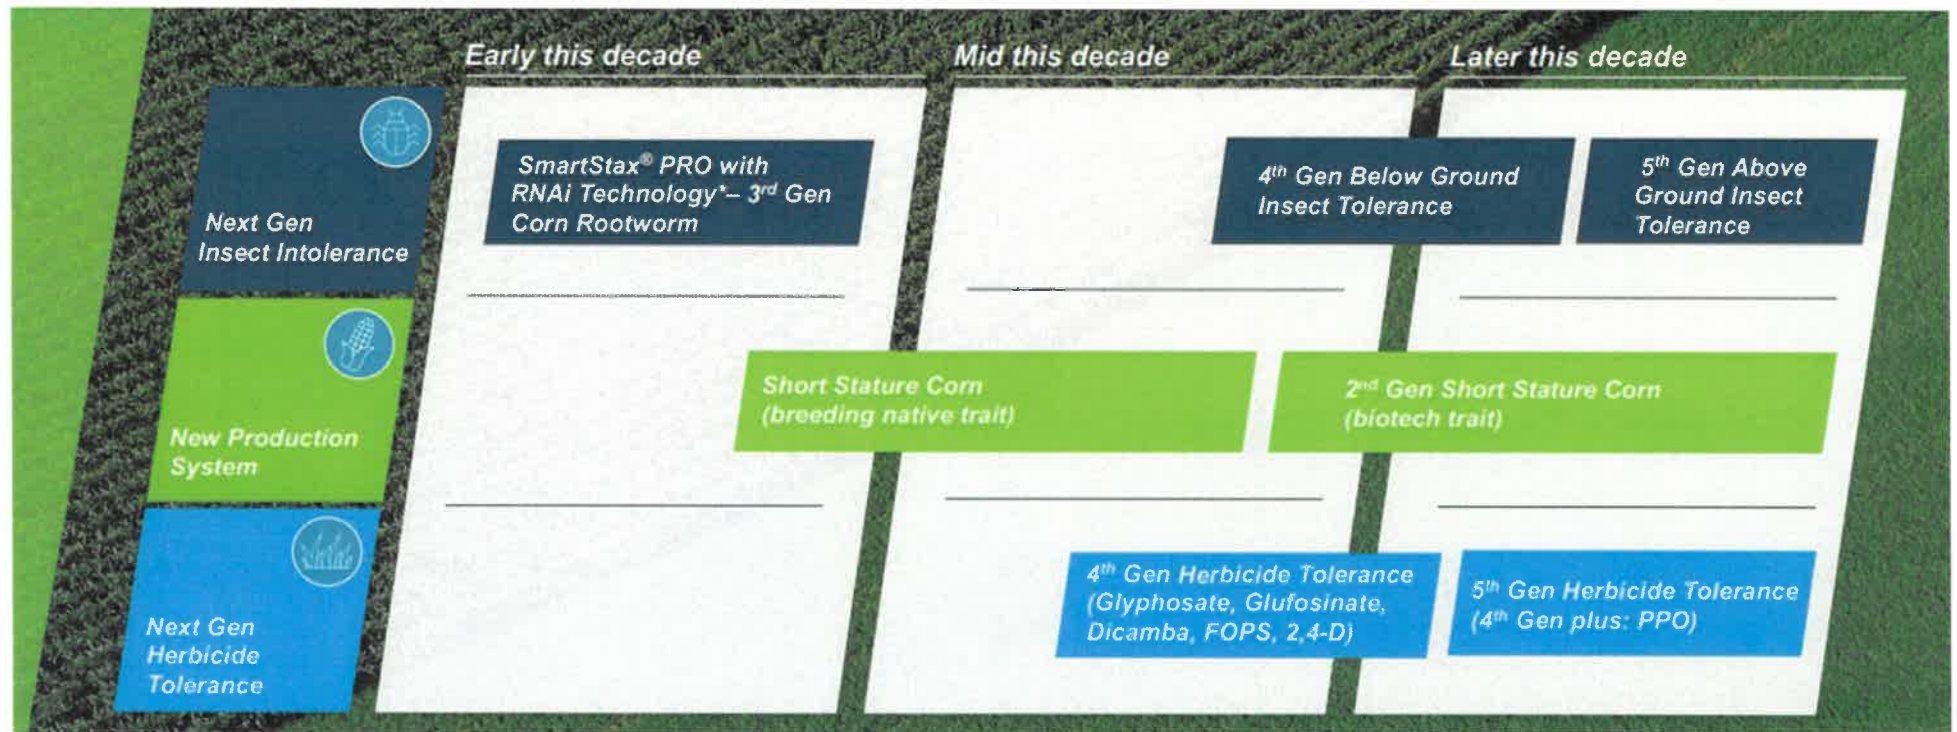 Early this decade
Mid this decade
Later this decade
Next Gen
Insect Intolerance
SmartStax® PRO with
RNAi Technology*– 3rd Gen
Corn Rootworm
4th Gen Below Ground
Insect Tolerance
5th Gen Above
Ground Insect
Tolerance
New Production
System
Short Stature Corn
(breeding native trait)
2nd Gen Short Stature Corn
(biotech trait)
Next Gen
Herbicide
Tolerance
4th Gen Herbicide Tolerance
(Glyphosate, Glufosinate,
Dicamba, FOPS, 2,4-D)
5th Gen Herbicide Tolerance
(4th Gen plus: PPO)